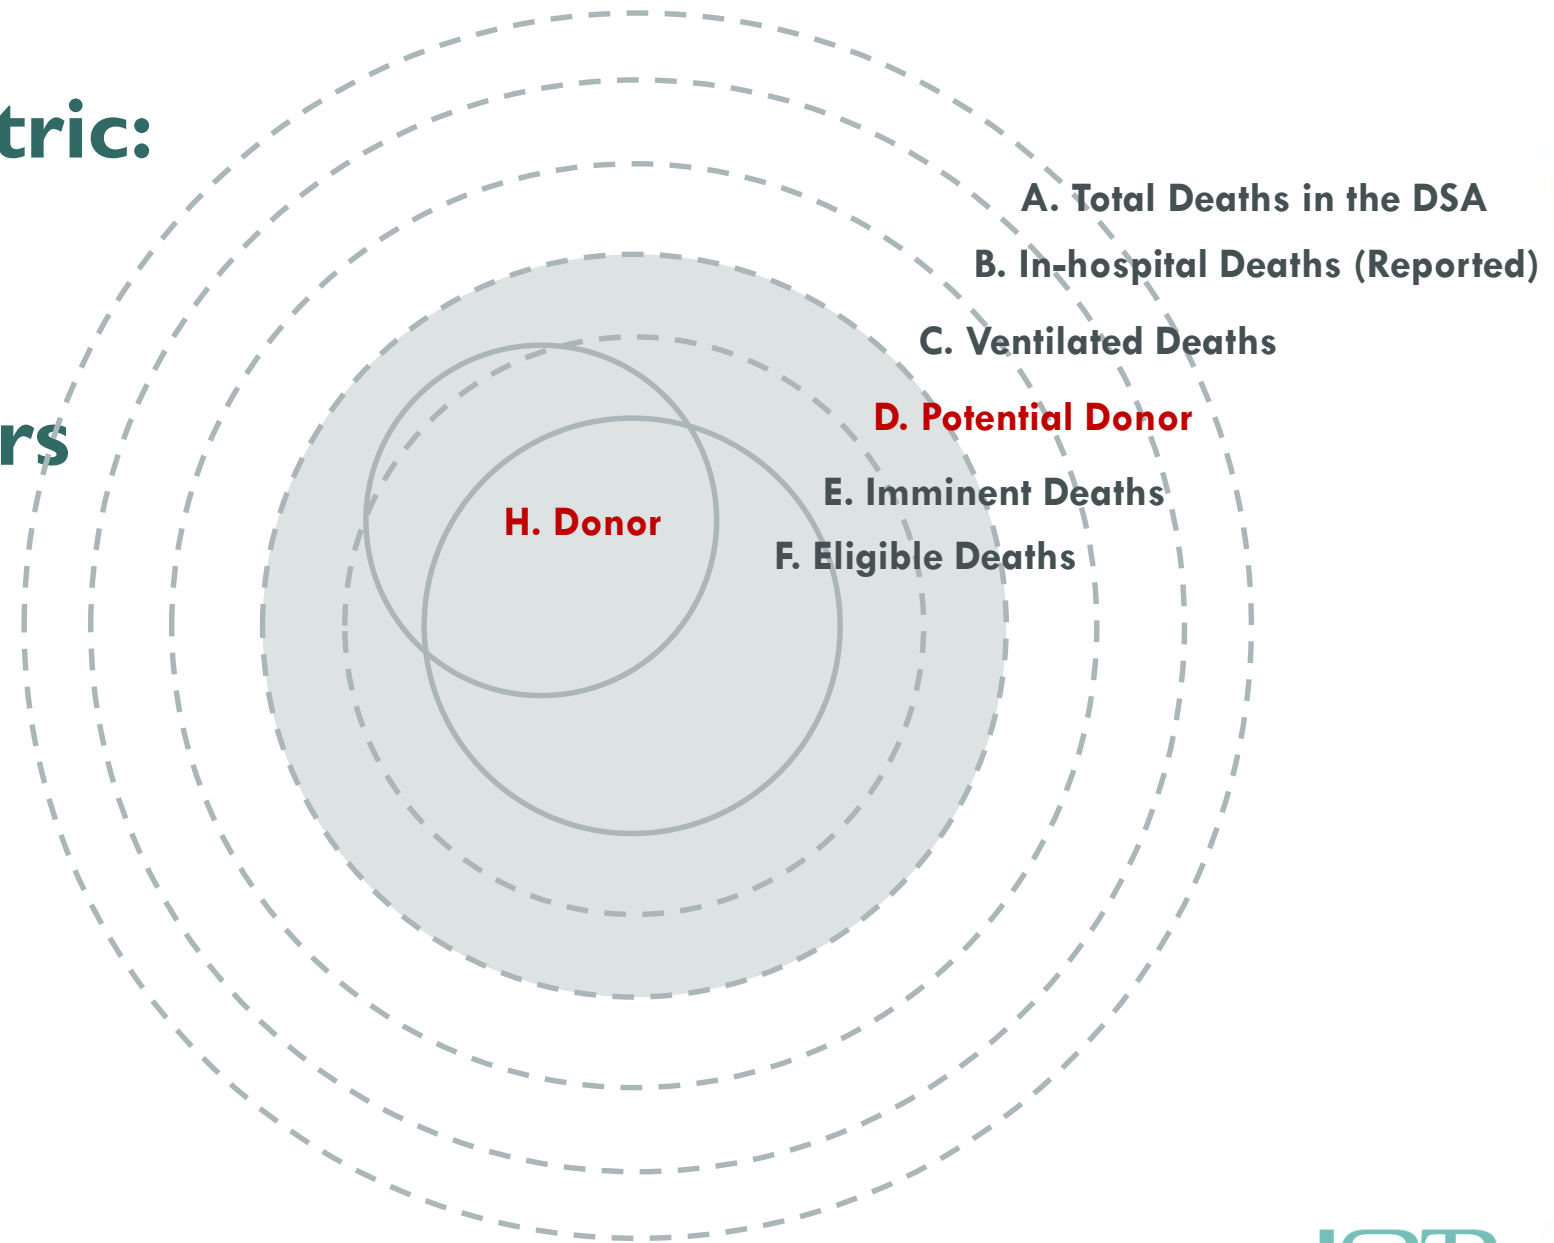 tric:
A. Total Deaths in the DSA
B. In-hospital Deaths (Reported)
C. Ventilated Deaths
D. Potential Donor
rs
E. Imminent Deaths
H. Donor
F. Eligible Deaths